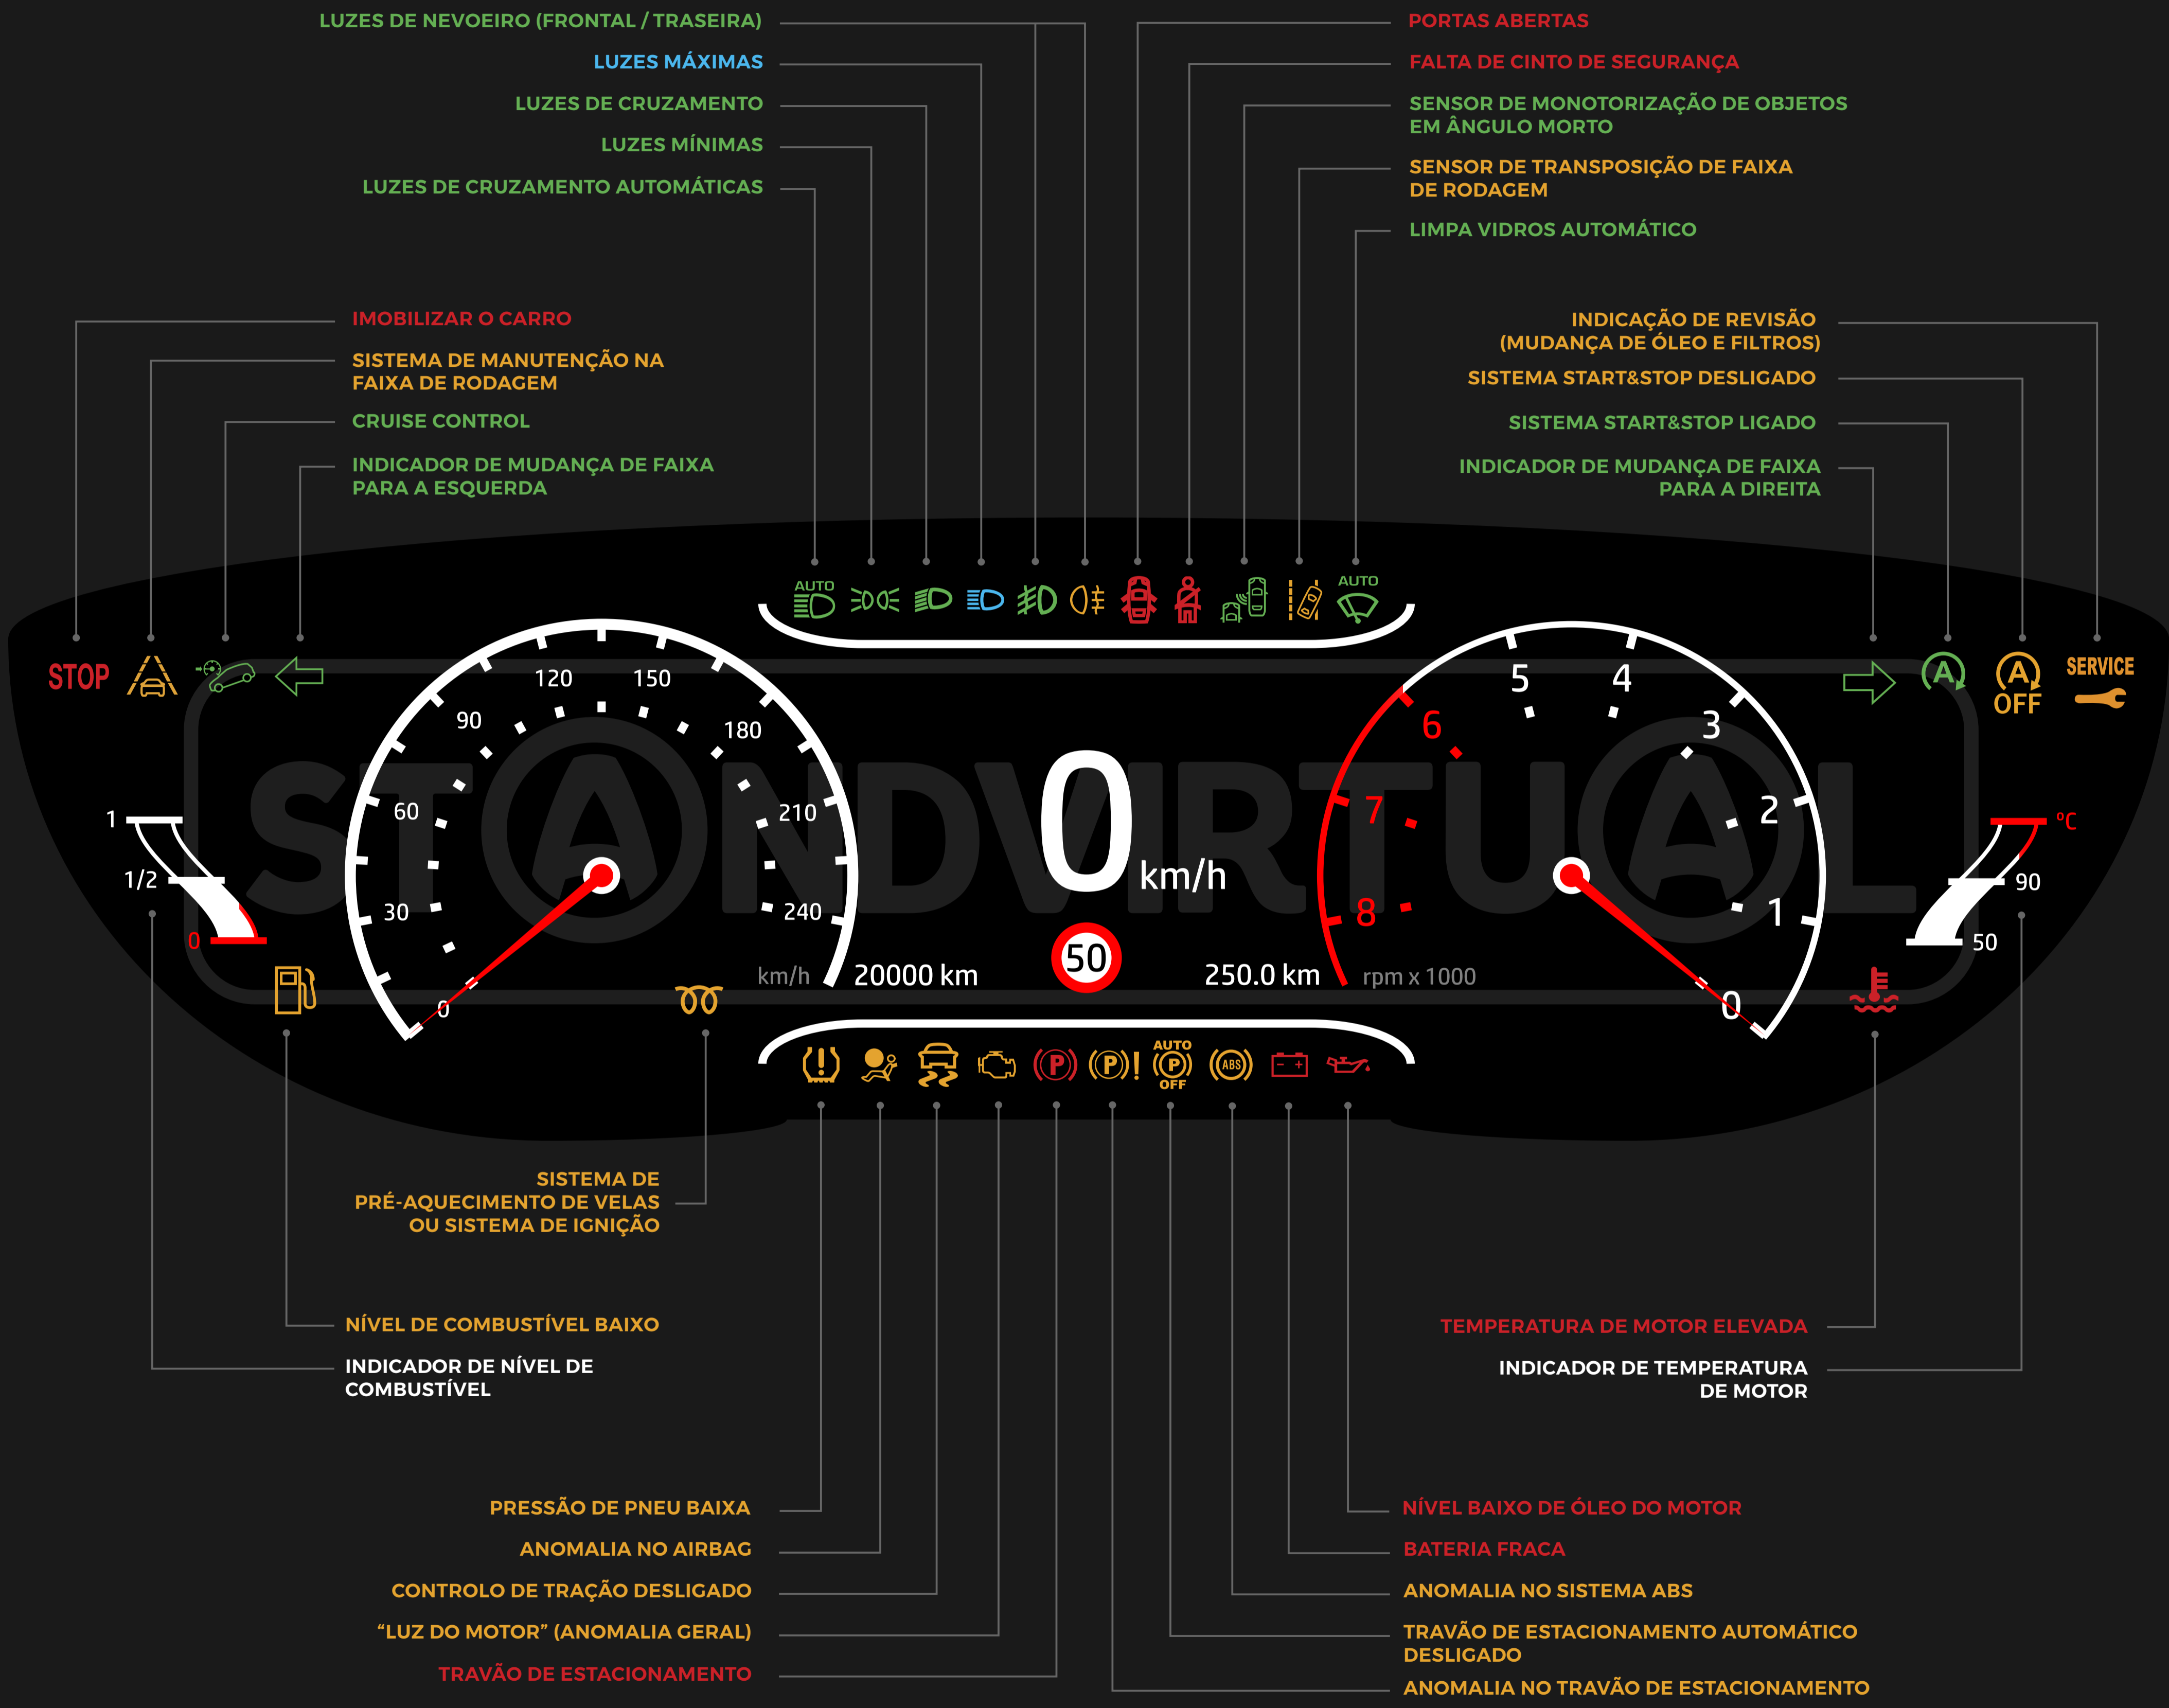 LUZES DE NEVOEIRO (FRONTAL / TRASEIRA)
LUZES MÁXIMAS
LUZES DE CRUZAMENTO
LUZES MÍNIMAS
LUZES DE CRUZAMENTO AUTOMÁTICAS
PORTAS ABERTAS
FALTA DE CINTO DE SEGURANÇA
SENSOR DE MONOTORIZAÇÃO DE OBJETOS
EM ÂNGULO MORTO
SENSOR DE TRANSPOSIÇÃO DE FAIXA
DE RODAGEM
LIMPA VIDROS AUTOMÁTICO
IMOBILIZAR O CARRO
SISTEMA DE MANUTENÇÃO NA
FAIXA DE RODAGEM
CRUISE CONTROL
INDICADOR DE MUDANÇA DE FAIXA
PARA A ESQUERDA
INDICAÇÃO DE REVISÃO
(MUDANÇA DE ÓLEO E FILTROS)
SISTEMA START&STOP DESLIGADO
SISTEMA START&STOP LIGADO
INDICADOR DE MUDANÇA DE FAIXA
PARA A DIREITA
AUTO
AUTO
STOP
A
A
OFF
SERVICE
STANDVIRTUAL
0
30
60
90
120
150
180
210
240
km/h
20000 km
0 km/h
50
250.0 km
rpm x 1000
8
7
6
5
4
3
2
1
0
1
1/2
0
ºC
90
50
P
P !
AUTO
P
OFF
ABS
SISTEMA DE
PRÉ-AQUECIMENTO DE VELAS
OU SISTEMA DE IGNIÇÃO
NÍVEL DE COMBUSTÍVEL BAIXO
INDICADOR DE NÍVEL DE
COMBUSTÍVEL
TEMPERATURA DE MOTOR ELEVADA
INDICADOR DE TEMPERATURA
DE MOTOR
PRESSÃO DE PNEU BAIXA
ANOMALIA NO AIRBAG
CONTROLO DE TRAÇÃO DESLIGADO
“LUZ DO MOTOR” (ANOMALIA GERAL)
TRAVÃO DE ESTACIONAMENTO
NÍVEL BAIXO DE ÓLEO DO MOTOR
BATERIA FRACA
ANOMALIA NO SISTEMA ABS
TRAVÃO DE ESTACIONAMENTO AUTOMÁTICO
DESLIGADO
ANOMALIA NO TRAVÃO DE ESTACIONAMENTO